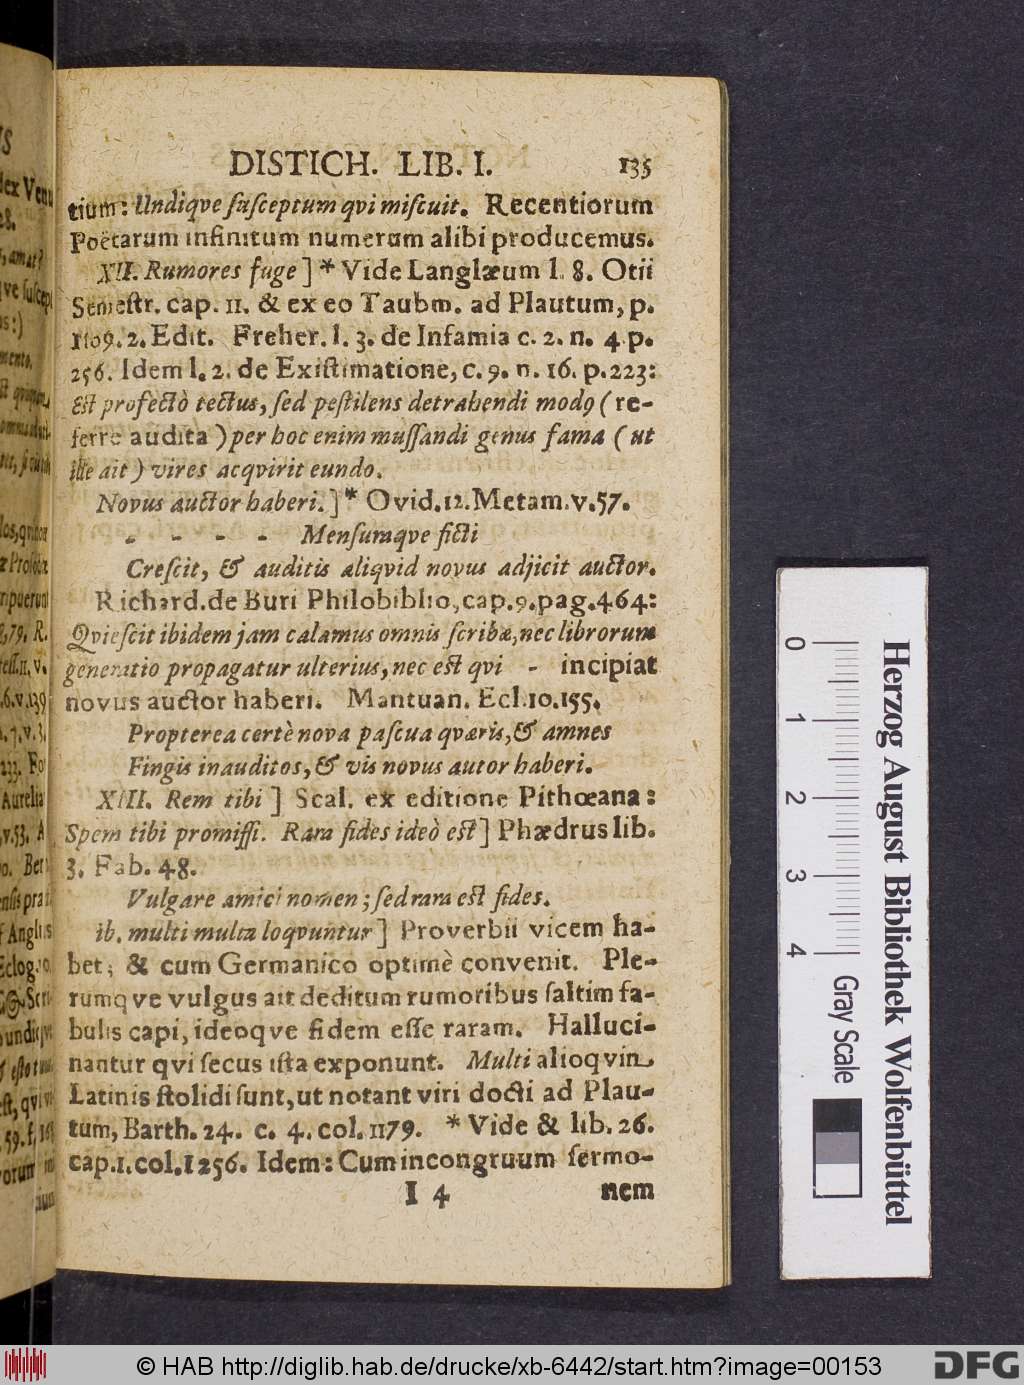 DISTICH. LIB. I. 135
tium: Undiqve ſuſceptum qvi miſcuit. Recentiorum
Poëtarum infinitum numerum alibi producemus.
XII. Rumores fuge] * Vide Langlæum l. 8. Otii
Semeſtr. cap. 11. & ex eo Taubm. ad Plautum, p.
1109. 2. Edit. Freher. l. 3. de Infamia c. 2. n. 4 p.
256. Idem l. 2. de Exiſtimatione, c. 9. n. 16. p. 223:
Eſt profectò tectus, ſed peſtilens detrahendi modꝰ (re-
ferre audita) per hoc enim muſſandi genus fama (ut
ille ait) vires acqvirit eundo.
Novus auctor haberi.] * Ovid. 12. Metam. v. 57.
- - - - Menſuraqve ficti
Creſcit, & auditis aliqvid novus adjicit auctor.
Richard. de Buri Philobiblio, cap. 9. pag. 464:
Qvieſcit ibidem jam calamus omnis ſcribæ, nec librorum
generatio propagatur ulterius, nec eſt qvi - incipiat
novus auctor haberi. Mantuan. Ecl. 10. 155.
Propterea certè nova paſcua qværis, & amnes
Fingis inauditos, & vis novus autor haberi.
XIII. Rem tibi] Scal. ex editione Pithœana:
Spem tibi promiſſi. Rara fides ideò eſt] Phædrus lib.
3. Fab. 48.
Vulgare amici nomen; ſed rara eſt fides.
ib. multi multa loqvuntur] Proverbii vicem ha-
bet; & cum Germanico optimè convenit. Ple-
rumqve vulgus ait deditum rumoribus ſaltim fa-
bulis capi, ideoqve fidem eſſe raram. Halluci-
nantur qvi ſecus iſta exponunt. Multi alioqvin
Latinis ſtolidi ſunt, ut notant viri docti ad Plau-
tum, Barth. 24. c. 4. col. 1179. * Vide & lib. 26.
cap. 1. col. 1256. Idem: Cum incongruum ſermo-
I 4 nem
0 1 2 3 4
Gray Scale
Herzog August Bibliothek Wolfenbüttel
© HAB http://diglib.hab.de/drucke/xb-6442/start.htm?image=00153
DFG